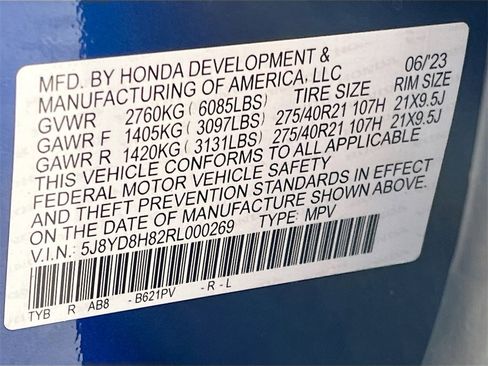 MFD. BY HONDA DEVELOPMENT & 06/'23
MANUFACTURING OF AMERICA, LLC
GVWR 2760KG ( 6085LBS) TIRE SIZE RIM SIZE
GAWR F 1405KG ( 3097LBS) 275/40R21 107H 21X9.5J
GAWR R 1420KG ( 3131LBS) 275/40R21 107H 21X9.5J
THIS VEHICLE CONFORMS TO ALL APPLICABLE
FEDERAL MOTOR VEHICLE SAFETY
AND THEFT PREVENTION STANDARDS IN EFFECT
ON THE DATE OF MANUFACTURE SHOWN ABOVE.
V.I.N.: 5J8YD8H82RL000269 TYPE: MPV
TYB R AB8 - B621PV - R - L